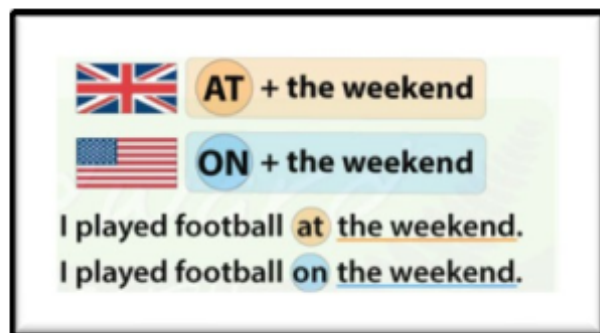 AT + the weekend
ON + the weekend
I played football at the weekend.
I played football on the weekend.